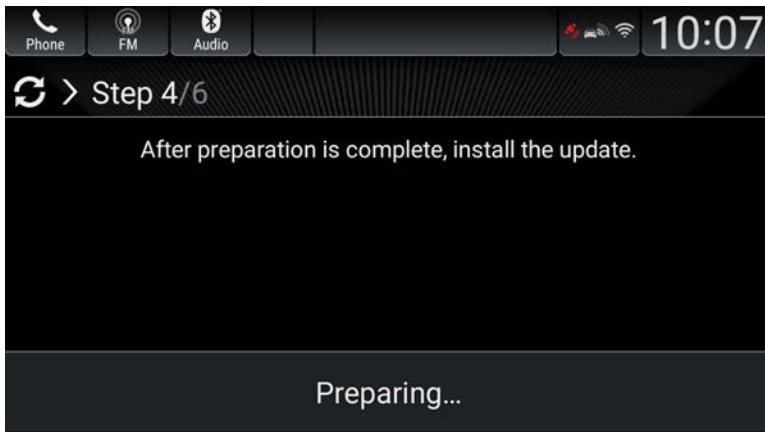 Phone
FM
Audio
10:07
Step 4/6
After preparation is complete, install the update.
Preparing...